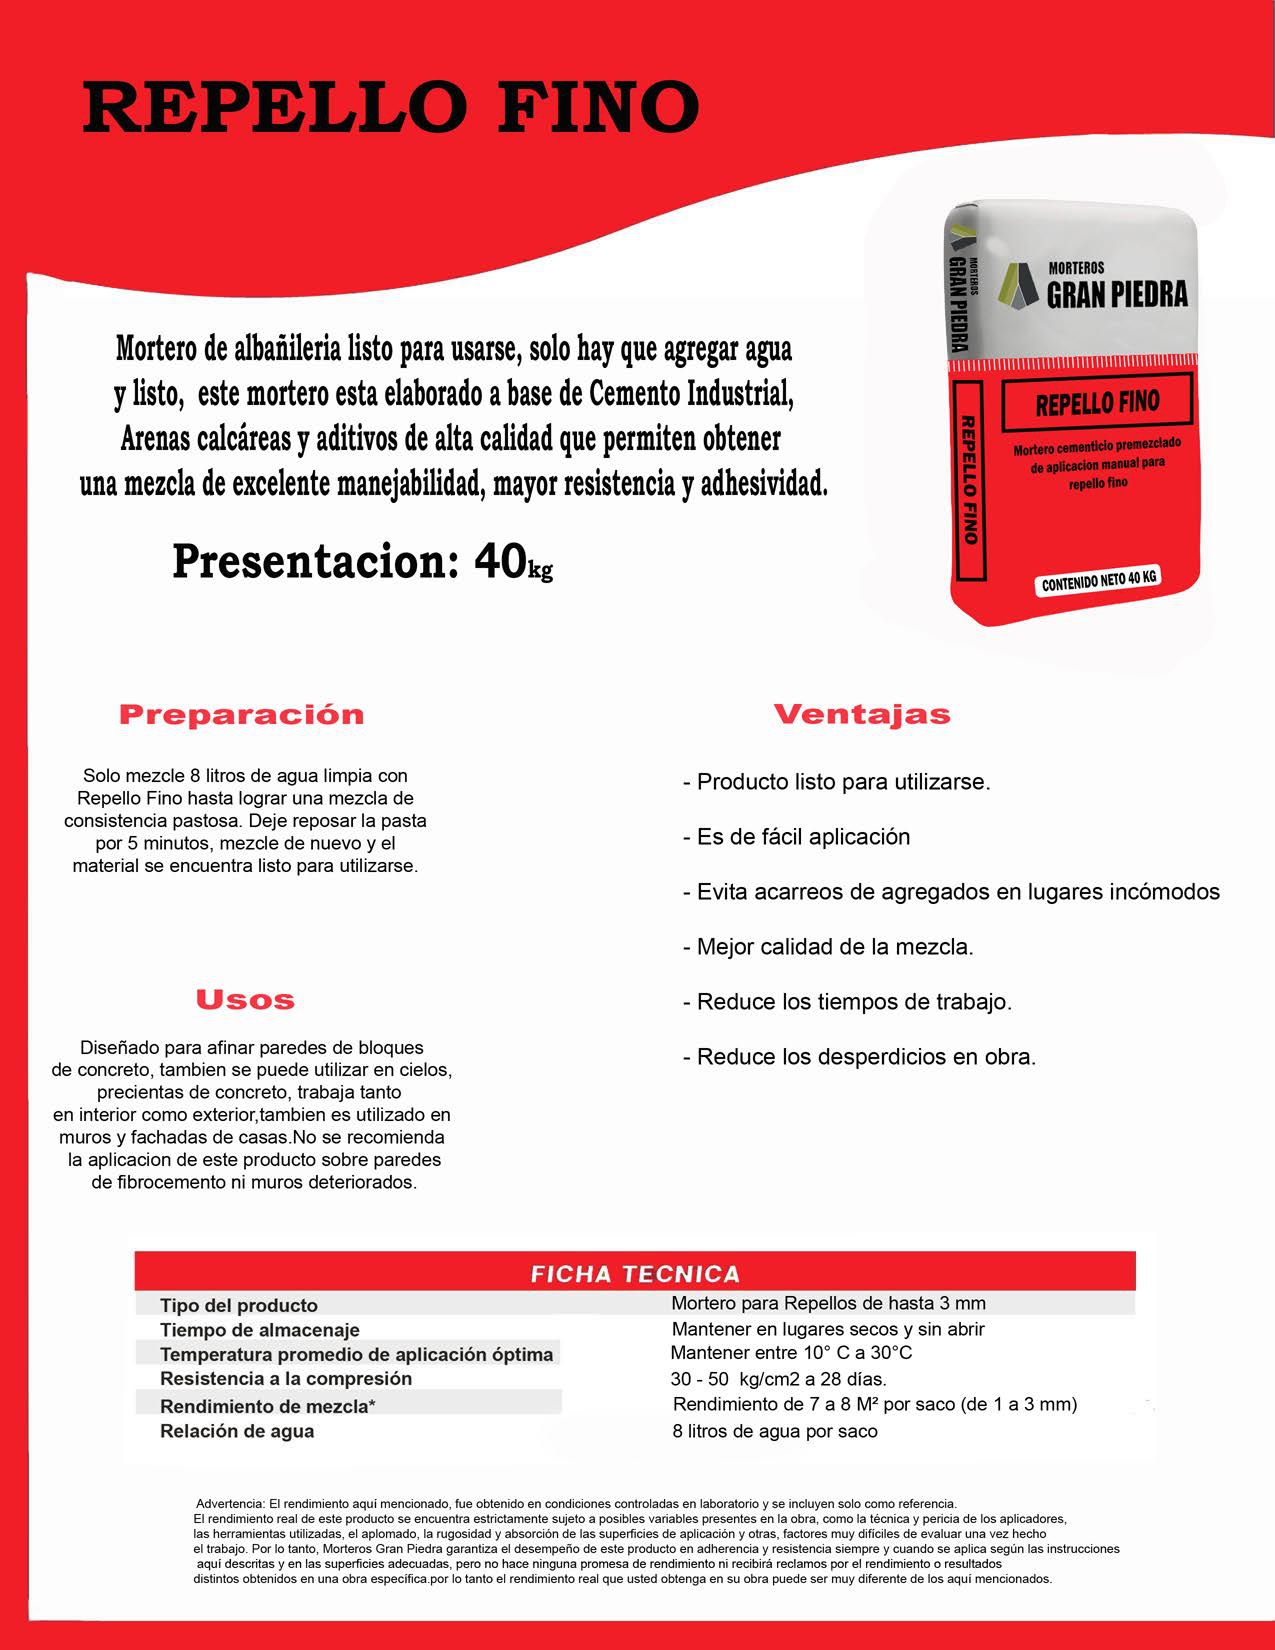 REPELLO FINO
MORTEROS
GRAN PIEDRA
MORTEROS
GRAN PIEDRA
REPELLO FINO
REPELLO FINO
Mortero cementicio premezclado
de aplicacion manual para
repello fino
CONTENIDO NETO 40 KG
Mortero de albañileria listo para usarse, solo hay que agregar agua
y listo, este mortero esta elaborado a base de Cemento Industrial,
Arenas calcáreas y aditivos de alta calidad que permiten obtener
una mezcla de excelente manejabilidad, mayor resistencia y adhesividad.
Presentacion: 40kg
Preparación
Solo mezcle 8 litros de agua limpia con
Repello Fino hasta lograr una mezcla de
consistencia pastosa. Deje reposar la pasta
por 5 minutos, mezcle de nuevo y el
material se encuentra listo para utilizarse.
Usos
Diseñado para afinar paredes de bloques
de concreto, tambien se puede utilizar en cielos,
precientas de concreto, trabaja tanto
en interior como exterior,tambien es utilizado en
muros y fachadas de casas.No se recomienda
la aplicacion de este producto sobre paredes
de fibrocemento ni muros deteriorados.
Ventajas
- Producto listo para utilizarse.
- Es de fácil aplicación
- Evita acarreos de agregados en lugares incómodos
- Mejor calidad de la mezcla.
- Reduce los tiempos de trabajo.
- Reduce los desperdicios en obra.
FICHA TECNICA
Tipo del producto Mortero para Repellos de hasta 3 mm
Tiempo de almacenaje Mantener en lugares secos y sin abrir
Temperatura promedio de aplicación óptima Mantener entre 10° C a 30°C
Resistencia a la compresión 30 - 50 kg/cm2 a 28 días.
Rendimiento de mezcla* Rendimiento de 7 a 8 M² por saco (de 1 a 3 mm)
Relación de agua 8 litros de agua por saco
Advertencia: El rendimiento aquí mencionado, fue obtenido en condiciones controladas en laboratorio y se incluyen solo como referencia.
El rendimiento real de este producto se encuentra estrictamente sujeto a posibles variables presentes en la obra, como la técnica y pericia de los aplicadores,
las herramientas utilizadas, el aplomado, la rugosidad y absorción de las superficies de aplicación y otras, factores muy difíciles de evaluar una vez hecho
el trabajo. Por lo tanto, Morteros Gran Piedra garantiza el desempeño de este producto en adherencia y resistencia siempre y cuando se aplica según las instrucciones
aquí descritas y en las superficies adecuadas, pero no hace ninguna promesa de rendimiento ni recibirá reclamos por el rendimiento o resultados
distintos obtenidos en una obra específica.por lo tanto el rendimiento real que usted obtenga en su obra puede ser muy diferente de los aquí mencionados.